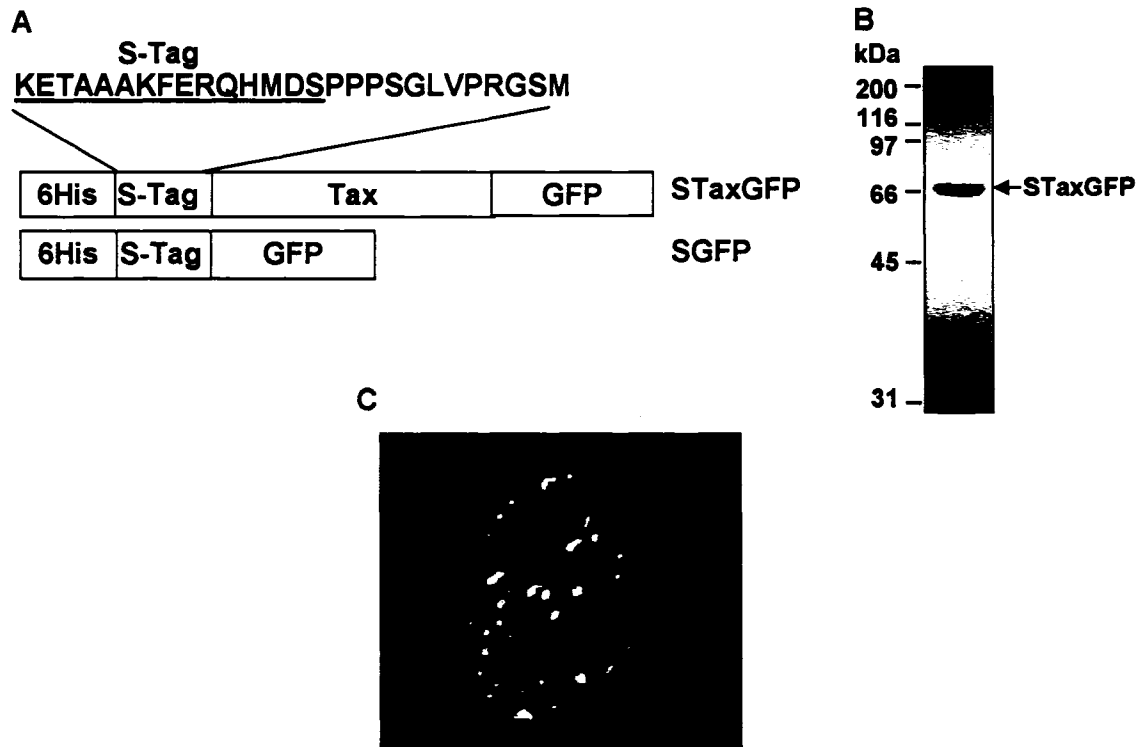 A
S-Tag
KETAAAKFERQHMDSPPPSGLVPRGSM
6His S-Tag Tax GFP STaxGFP
6His S-Tag GFP SGFP
B
kDa
200
116
97
66
STaxGFP
45
31
C